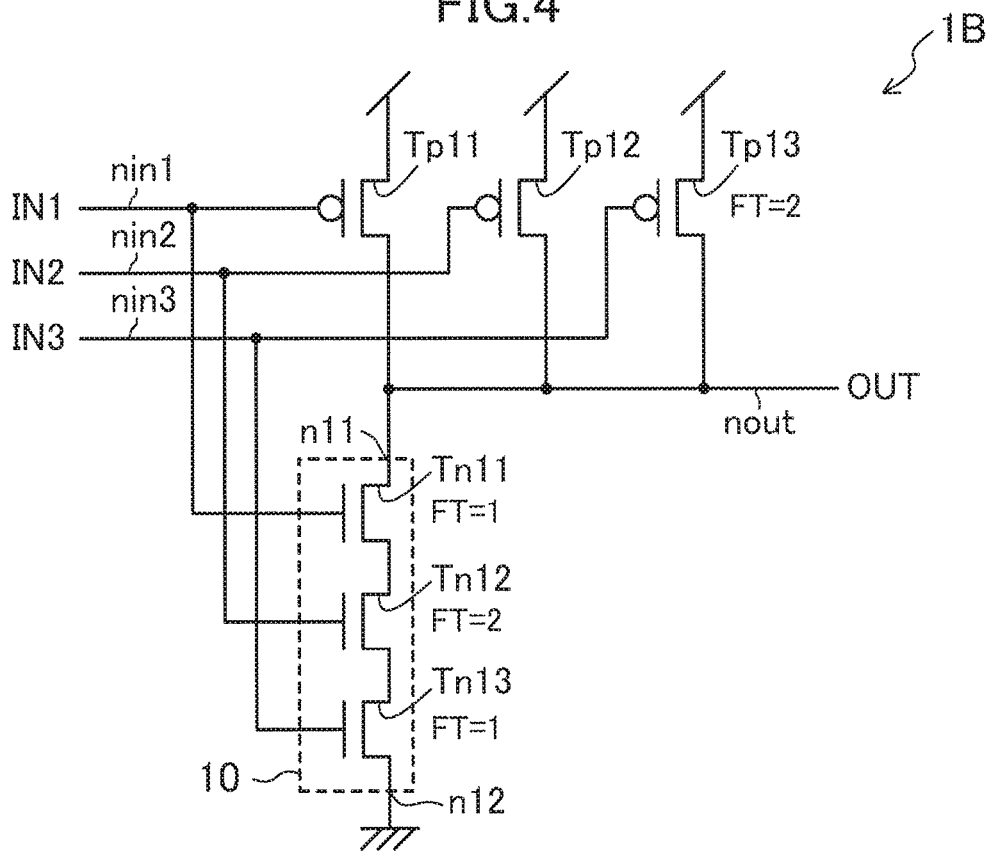 FIG.4
1B
Tp11
Tp12
Tp13
FT=2
nin1
IN1
nin2
IN2
nin3
IN3
OUT
nout
n11
Tn11
FT=1
Tn12
FT=2
Tn13
FT=1
10
n12